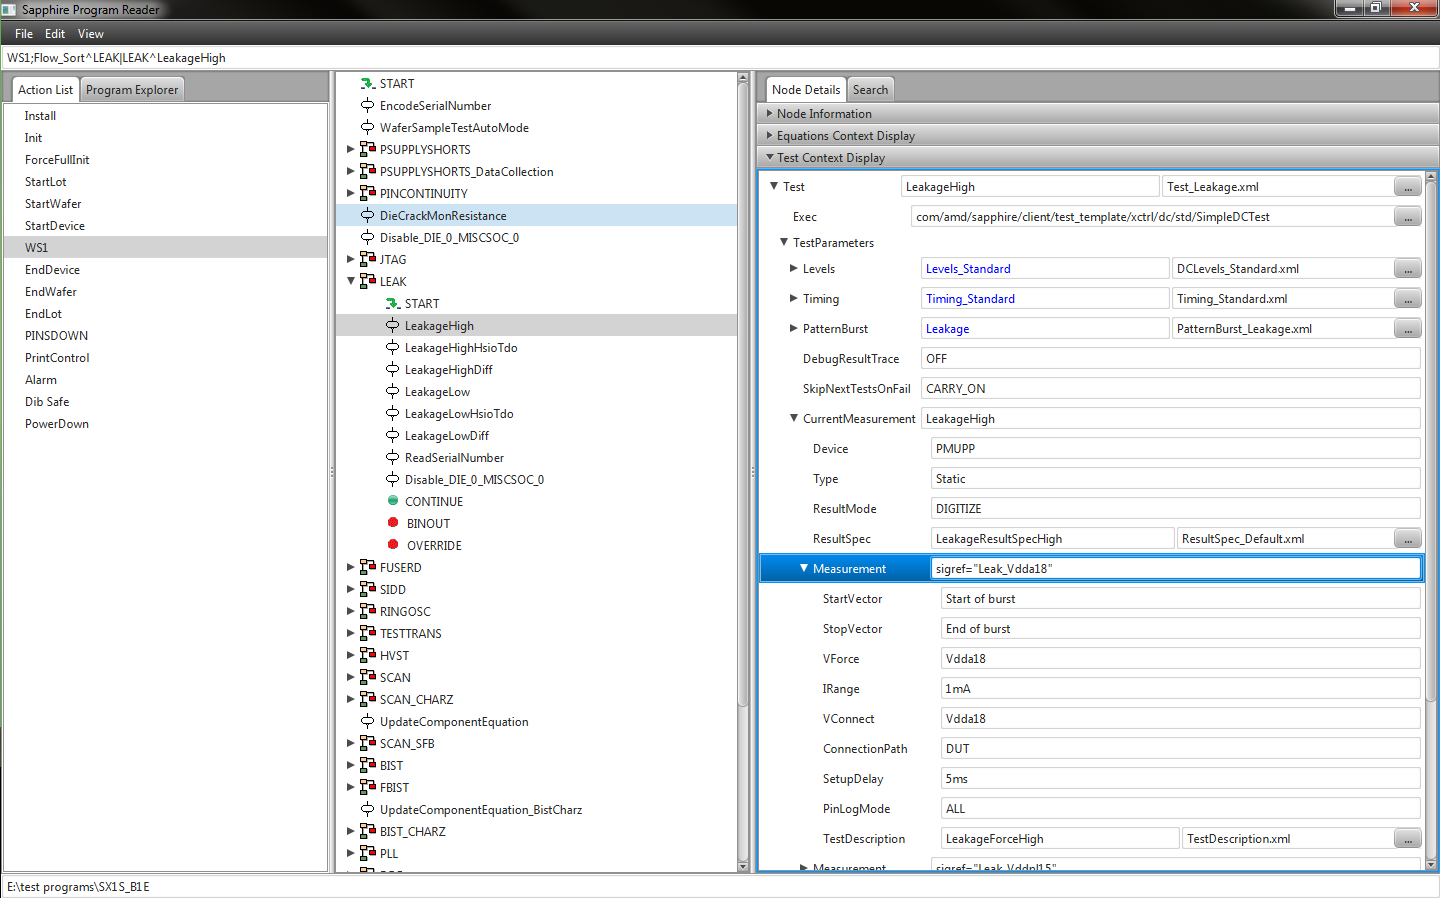 Sapphire Program Reader
File Edit View
WS1;Flow_Sort^LEAK|LEAK^LeakageHigh
Action List Program Explorer
Install
Init
ForceFullInit
StartLot
StartWafer
StartDevice
WS1
EndDevice
EndWafer
EndLot
PINSDOWN
PrintControl
Alarm
Dib Safe
PowerDown
START
EncodeSerialNumber
WaferSampleTestAutoMode
PSUPPLYSHORTS
PSUPPLYSHORTS_DataCollection
PINCONTINUITY
DieCrackMonResistance
Disable_DIE_0_MISCSOC_0
JTAG
LEAK
START
LeakageHigh
LeakageHighHsioTdo
LeakageHighDiff
LeakageLow
LeakageLowHsioTdo
LeakageLowDiff
ReadSerialNumber
Disable_DIE_0_MISCSOC_0
CONTINUE
BINOUT
OVERRIDE
FUSERD
SIDD
RINGOSC
TESTTRANS
HVST
SCAN
SCAN_CHARZ
UpdateComponentEquation
SCAN_SFB
BIST
FBIST
UpdateComponentEquation_BistCharz
BIST_CHARZ
PLL
Node Details Search
Node Information
Equations Context Display
Test Context Display
Test LeakageHigh Test_Leakage.xml ...
Exec com/amd/sapphire/client/test_template/xctrl/dc/std/SimpleDCTest ...
TestParameters
Levels Levels_Standard DCLevels_Standard.xml ...
Timing Timing_Standard Timing_Standard.xml ...
PatternBurst Leakage PatternBurst_Leakage.xml ...
DebugResultTrace OFF
SkipNextTestsOnFail CARRY_ON
CurrentMeasurement LeakageHigh
Device PMUPP
Type Static
ResultMode DIGITIZE
ResultSpec LeakageResultSpecHigh ResultSpec_Default.xml ...
Measurement sigref="Leak_Vdda18"
StartVector Start of burst
StopVector End of burst
VForce Vdda18
IRange 1mA
VConnect Vdda18
ConnectionPath DUT
SetupDelay 5ms
PinLogMode ALL
TestDescription LeakageForceHigh TestDescription.xml ...
Measurement sigref="Leak_Vddpl15"
E:\test programs\SX1S_B1E